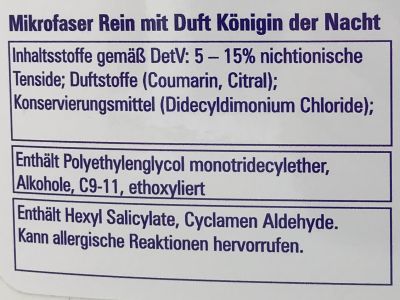 Mikrofaser Rein mit Duft Königin der Nacht
Inhaltsstoffe gemäß DetV: 5 – 15% nichtionische
Tenside; Duftstoffe (Coumarin, Citral);
Konservierungsmittel (Didecyldimonium Chloride);
Enthält Polyethylenglycol monotridecylether,
Alkohole, C9-11, ethoxyliert
Enthält Hexyl Salicylate, Cyclamen Aldehyde.
Kann allergische Reaktionen hervorrufen.